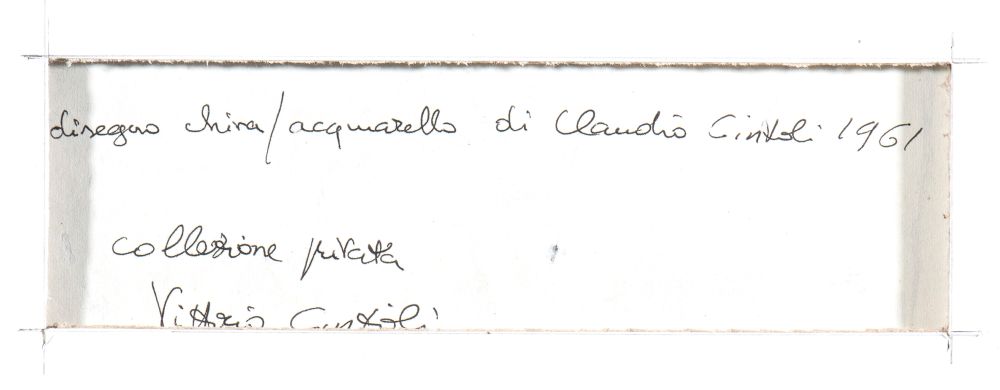 disegno china/acquarello di Claudio Cintoli 1961
collezione privata
Vittorio Cintoli